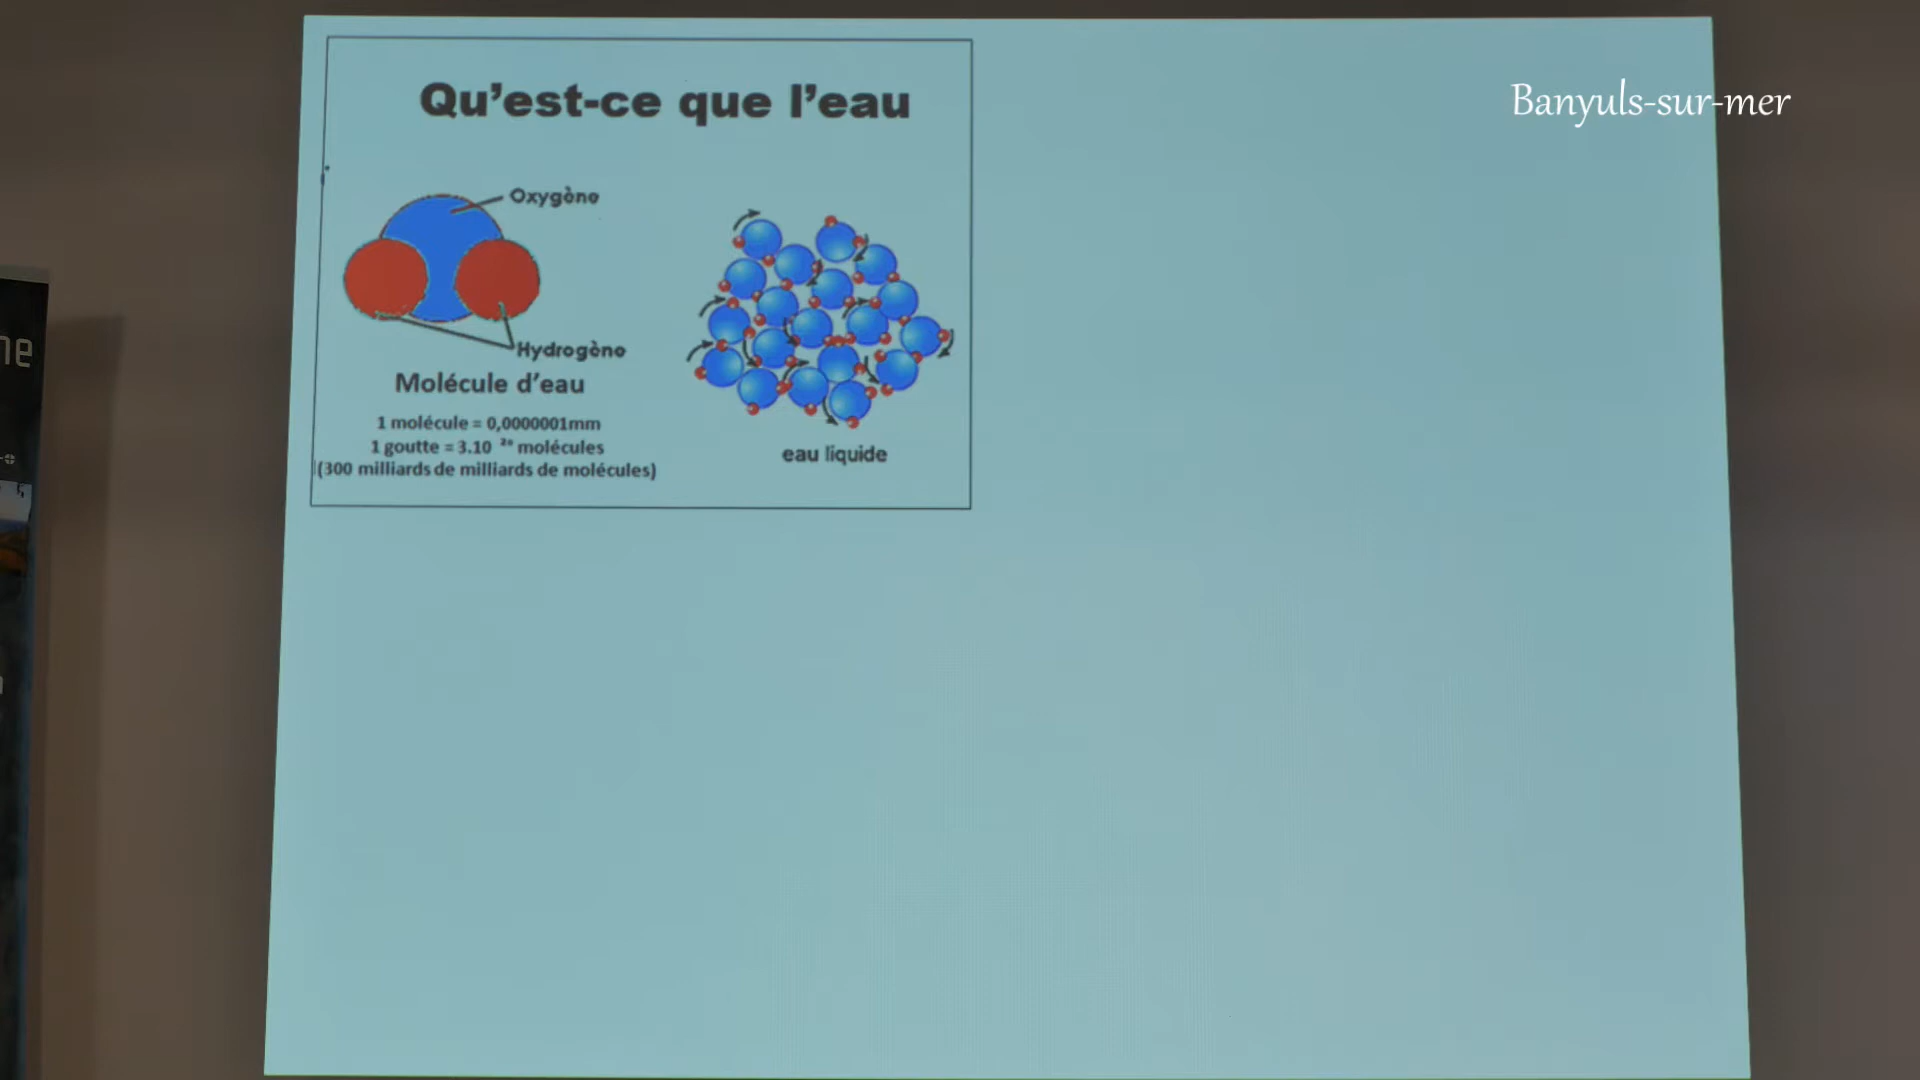 Banyuls-sur-mer
Qu'est-ce que l'eau
Oxygène
Hydrogène
Molécule d'eau
1 molécule = 0,0000001mm
1 goutte = 3.10 ²⁰ molécules
(300 milliards de milliards de molécules)
eau liquide
ne